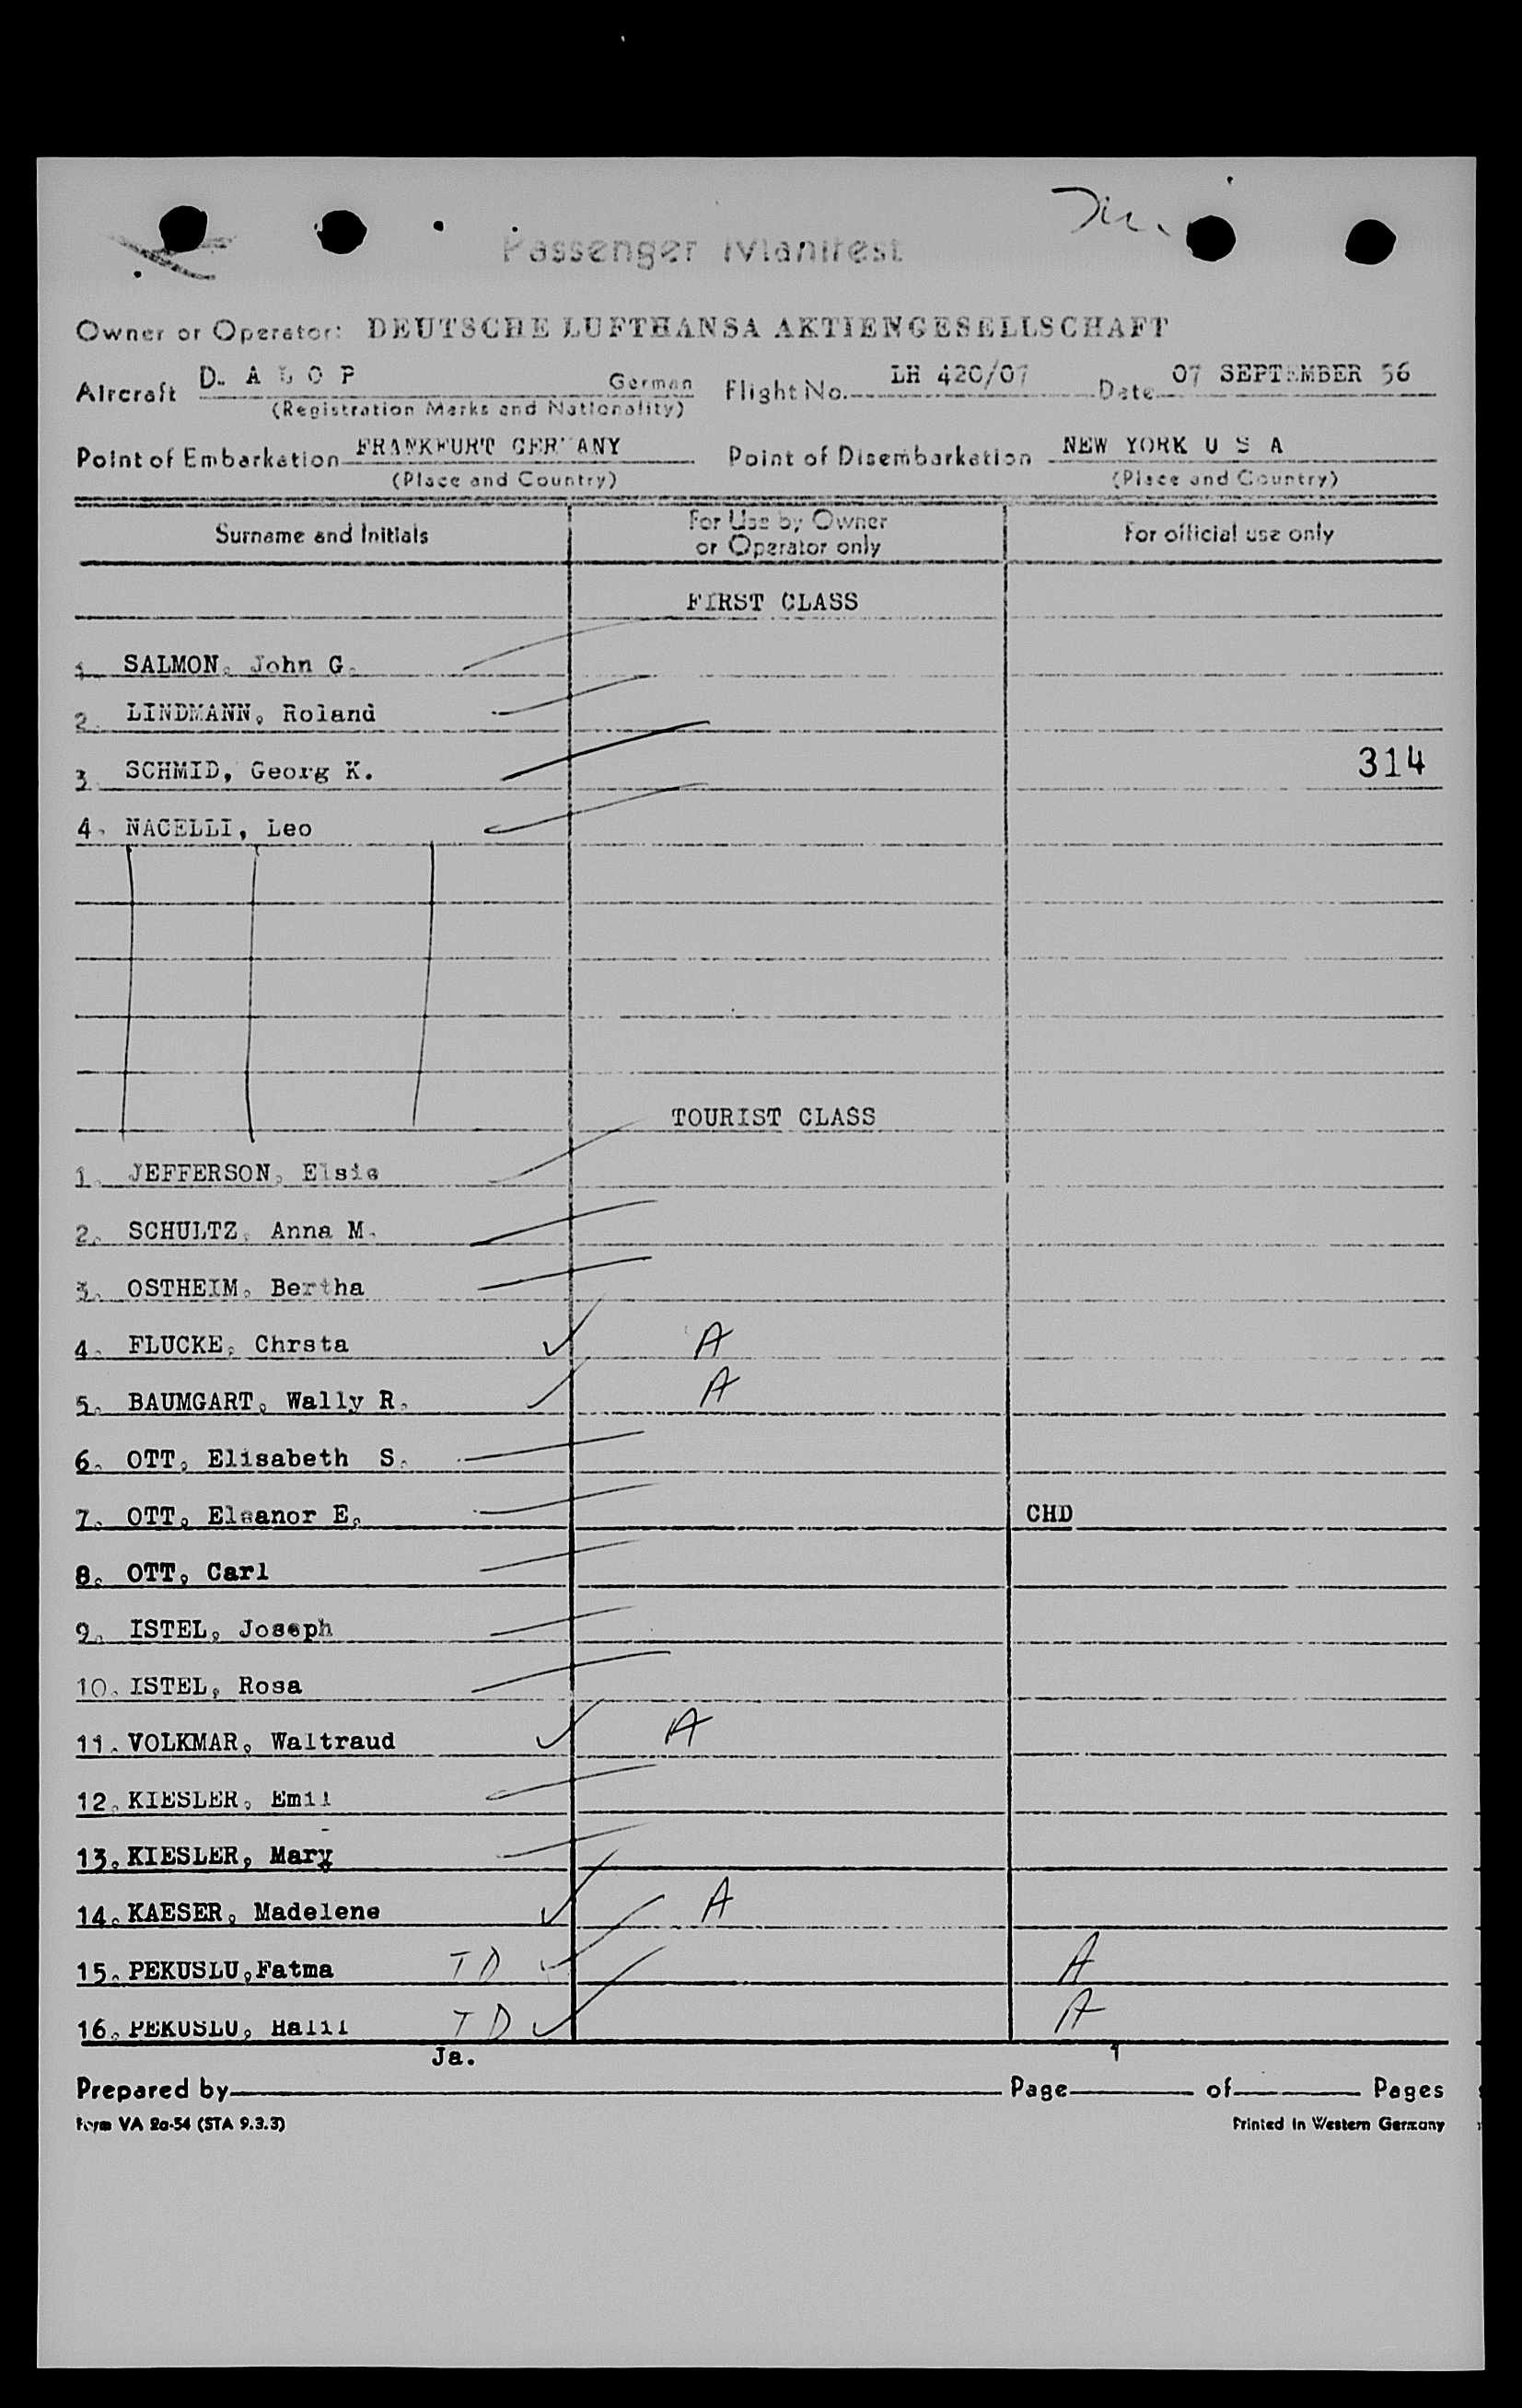 Passenger Manifest
Owner or Operator: DEUTSCHE LUFTHANSA AKTIENGESELLSCHAFT
Aircraft D. A L O P German Flight No. LH 420/07 Date 07 SEPTEMBER 56
(Registration Marks and Nationality)
Point of Embarkation FRANKFURT GERMANY Point of Disembarkation NEW YORK U S A
(Place and Country) (Place and Country)
Surname and Initials For Use by Owner or Operator only For official use only
FIRST CLASS
1. SALMON, John G.
2. LINDMANN, Roland
3. SCHMID, Georg K. 314
4. NACELLI, Leo
TOURIST CLASS
1. JEFFERSON, Elsie
2. SCHULTZ, Anna M.
3. OSTHEIM, Bertha
4. FLUCKE, Chrsta A
5. BAUMGART, Wally R. A
6. OTT, Elisabeth S.
7. OTT, Eleanor E. CHD
8. OTT, Carl
9. ISTEL, Joseph
10. ISTEL, Rosa
11. VOLKMAR, Waltraud A
12. KIESLER, Emil
13. KIESLER, Mary
14. KAESER, Madelene A
15. PEKUSLU, Fatma T D A
16. PEKUSLU, Halil T D A
Ja. 1
Prepared by Page of Pages
Form VA 2a-54 (STA 9.3.3) Printed in Western Germany